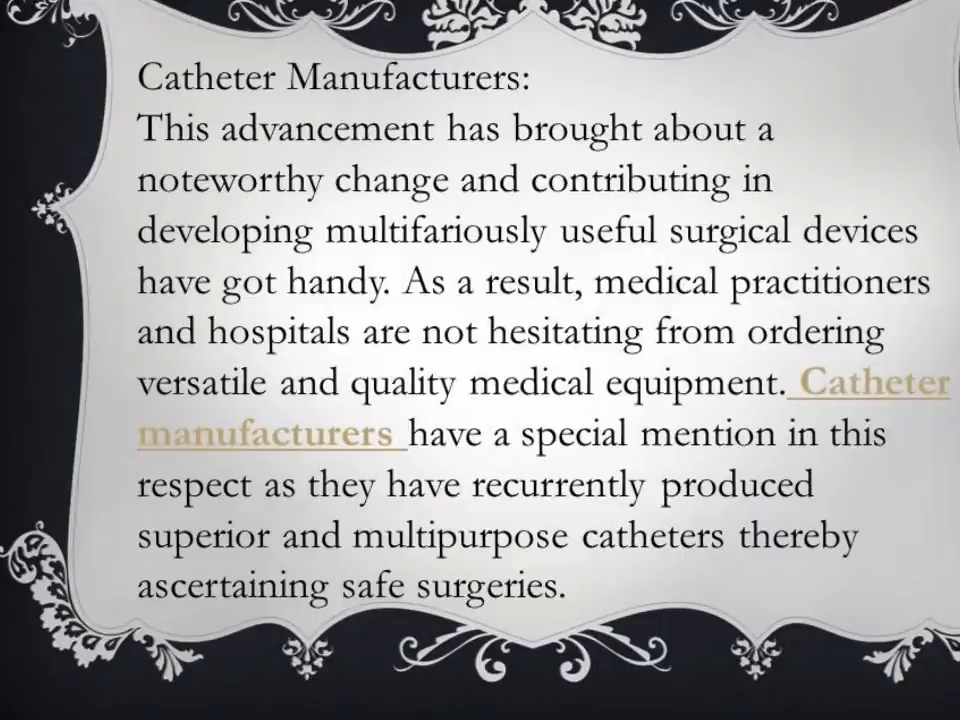 Catheter Manufacturers:
This advancement has brought about a
noteworthy change and contributing in
developing multifariously useful surgical devices
have got handy. As a result, medical practitioners
and hospitals are not hesitating from ordering
versatile and quality medical equipment. Catheter
manufacturers have a special mention in this
respect as they have recurrently produced
superior and multipurpose catheters thereby
ascertaining safe surgeries.